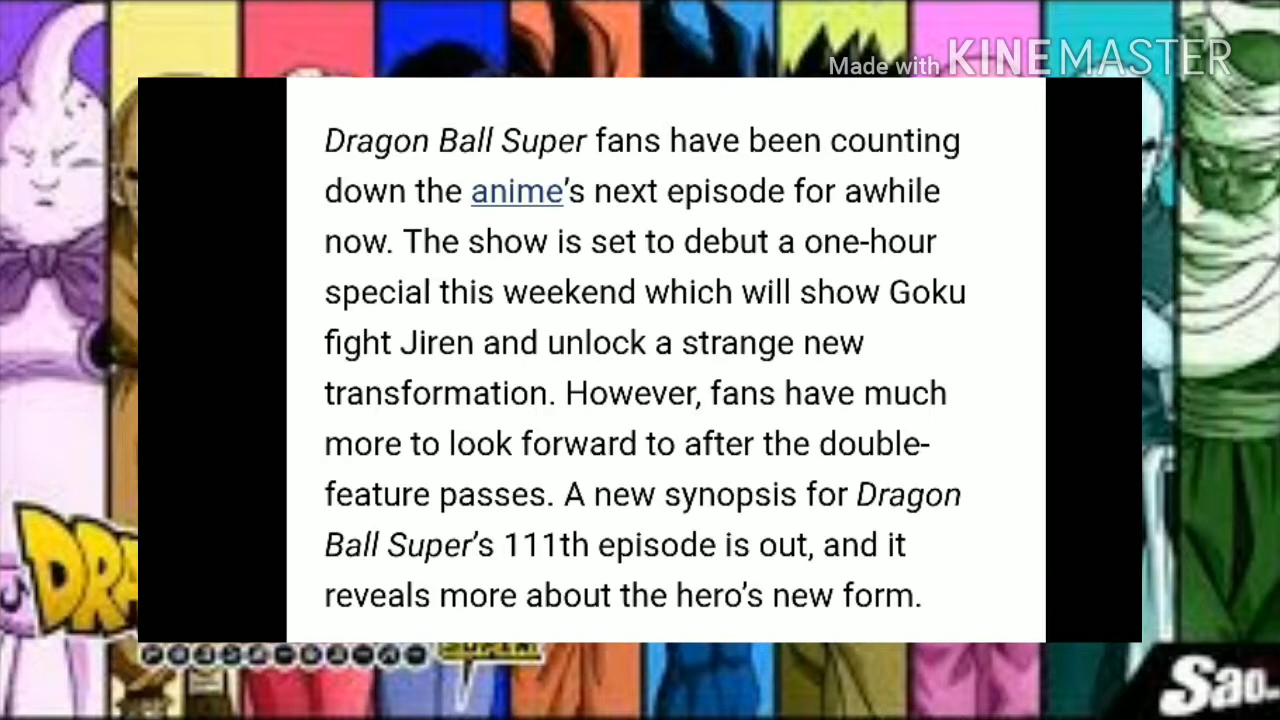 Made with KINEMASTER
Dragon Ball Super fans have been counting
down the anime’s next episode for awhile
now. The show is set to debut a one-hour
special this weekend which will show Goku
fight Jiren and unlock a strange new
transformation. However, fans have much
more to look forward to after the double-
feature passes. A new synopsis for Dragon
Ball Super’s 111th episode is out, and it
reveals more about the hero’s new form.
DRA
Sao